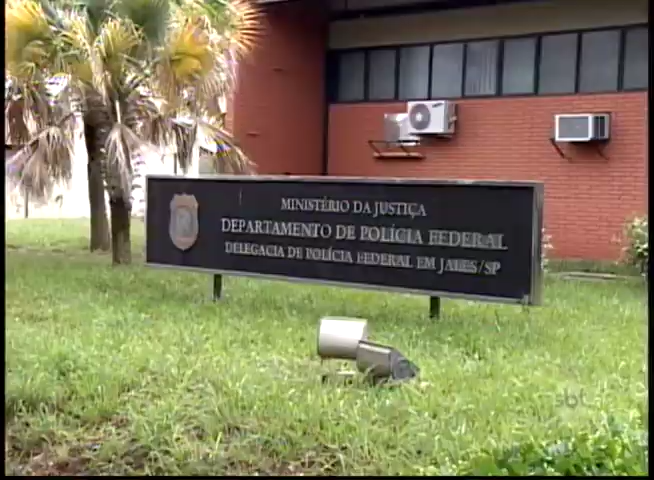 MINISTÉRIO DA JUSTIÇA
DEPARTAMENTO DE POLÍCIA FEDERAL
DELEGACIA DE POLÍCIA FEDERAL EM JALES/SP
sbt